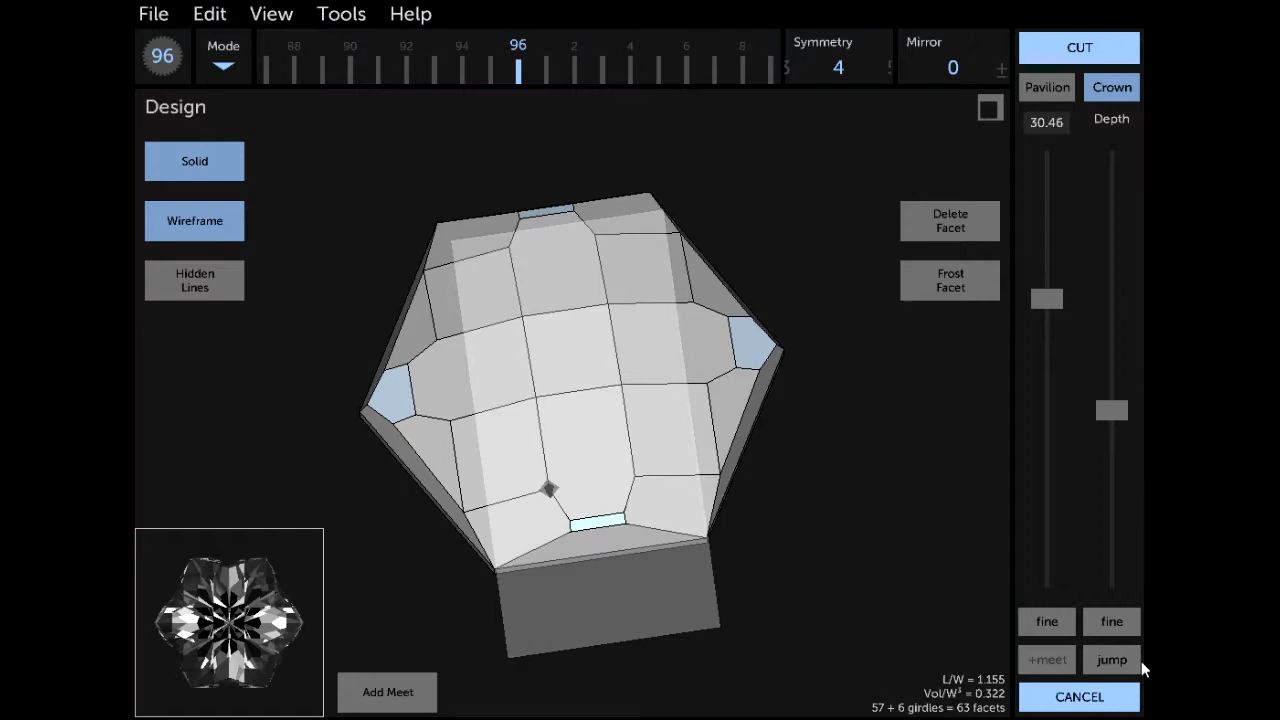 File Edit View Tools Help
96
Mode
88 90 92 94 96 2 4 6 8
Symmetry
4
Mirror
0
±
CUT
Pavilion Crown
30.46 Depth
Design
Solid
Wireframe
Hidden
Lines
Delete
Facet
Frost
Facet
fine fine
+meet jump
CANCEL
Add Meet
L/W = 1.155
Vol/W³ = 0.322
57 + 6 girdles = 63 facets